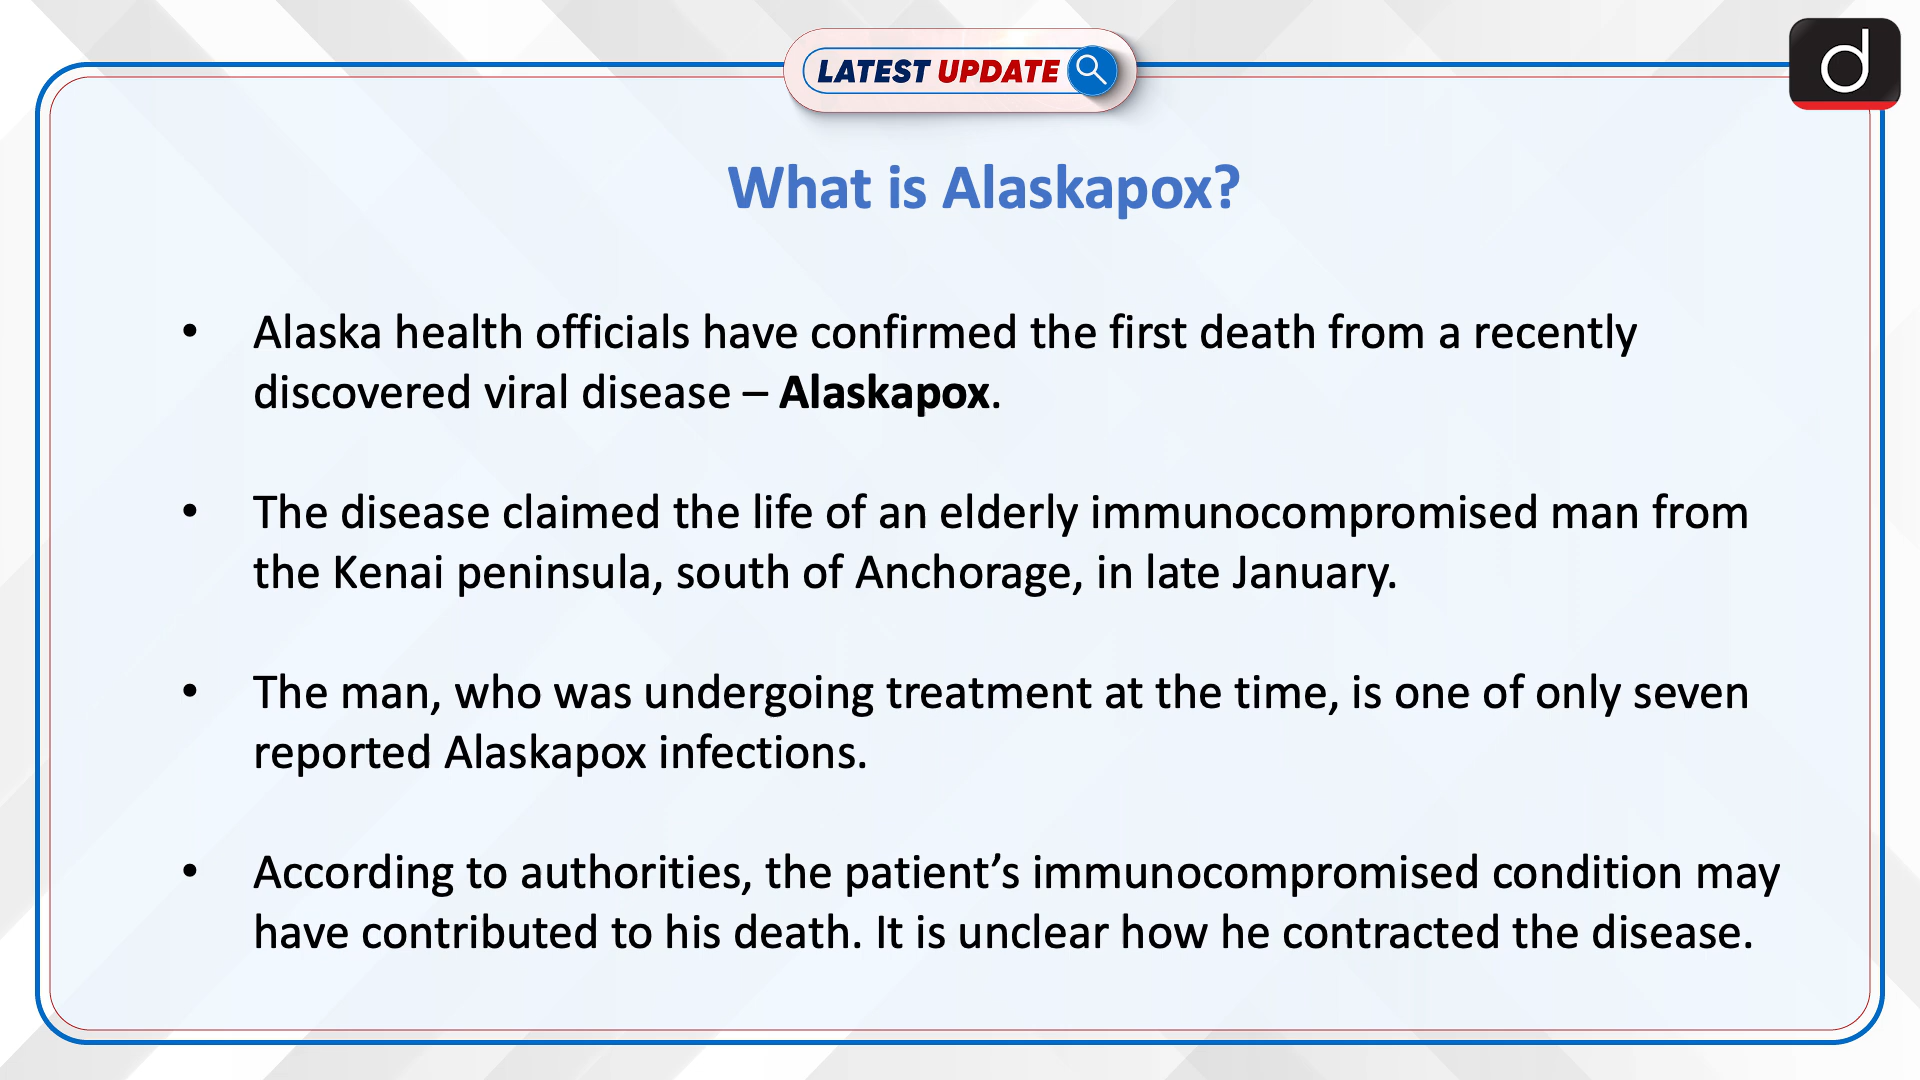 LATEST UPDATE
d
What is Alaskapox?
• Alaska health officials have confirmed the first death from a recently
discovered viral disease – Alaskapox.
• The disease claimed the life of an elderly immunocompromised man from
the Kenai peninsula, south of Anchorage, in late January.
• The man, who was undergoing treatment at the time, is one of only seven
reported Alaskapox infections.
• According to authorities, the patient’s immunocompromised condition may
have contributed to his death. It is unclear how he contracted the disease.